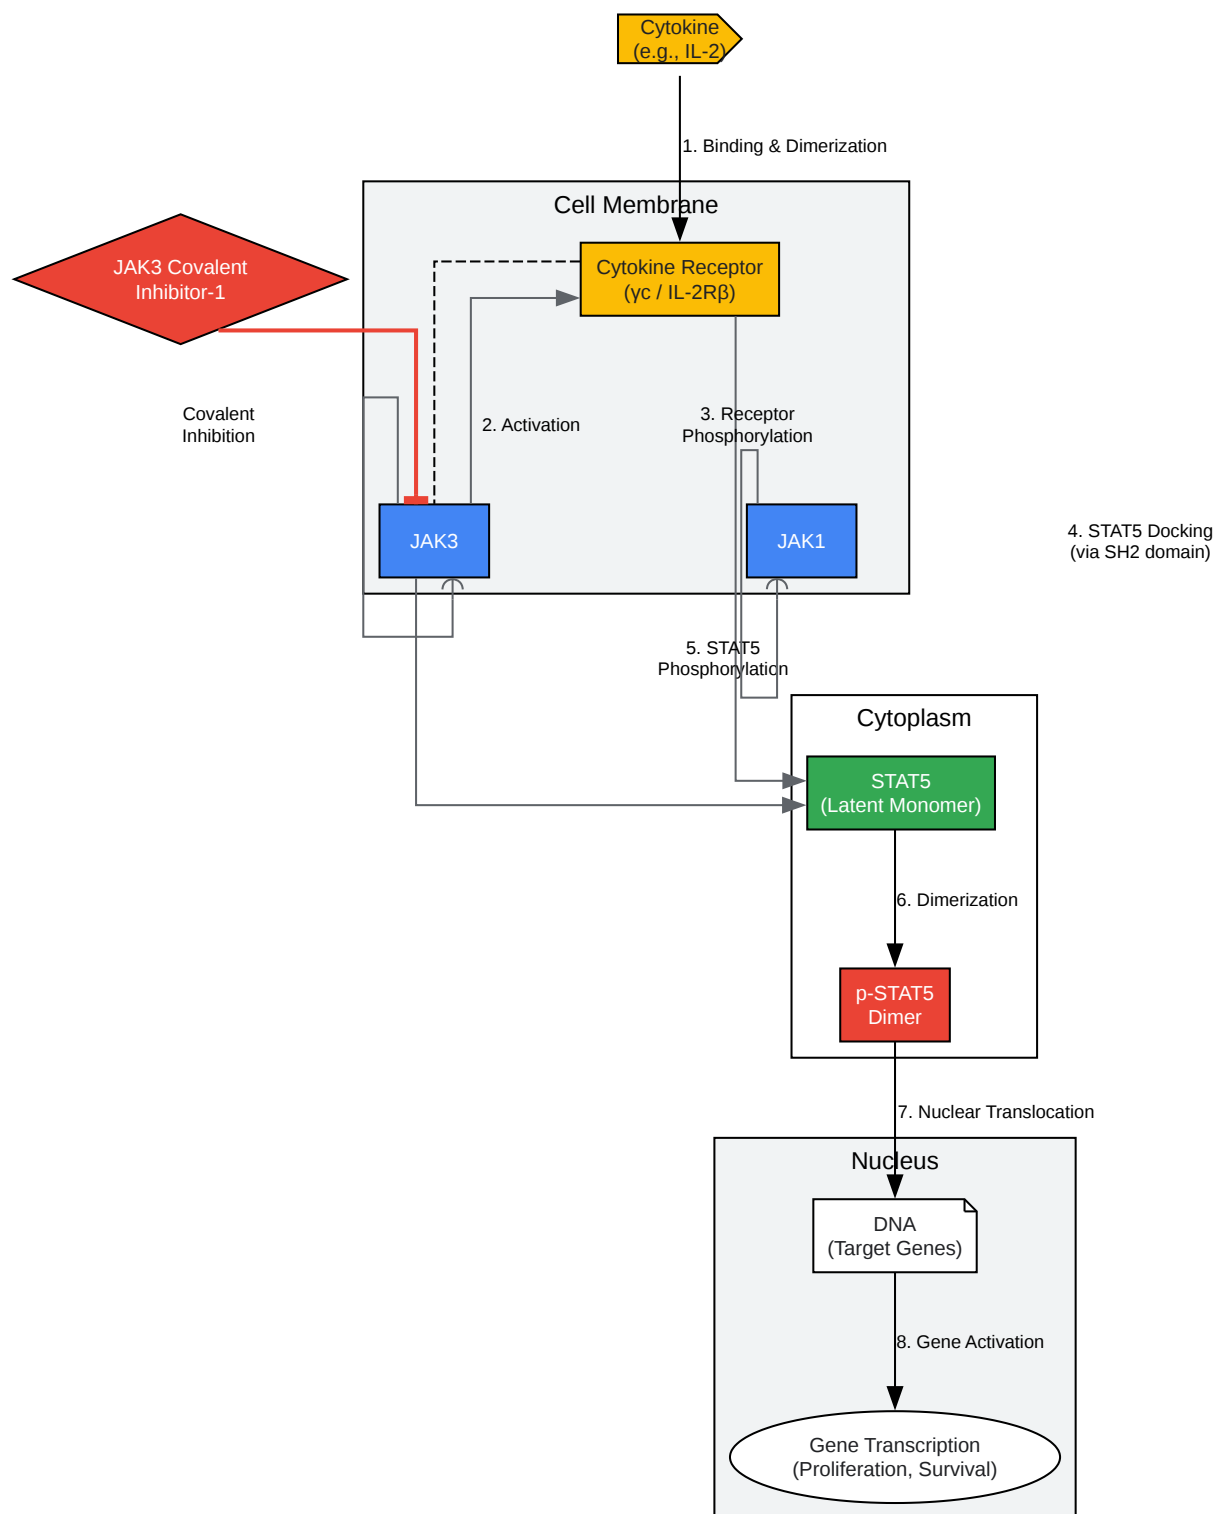 Cytokine
(e.g., IL-2)
1. Binding & Dimerization
Cell Membrane
JAK3 Covalent
Inhibitor-1
Cytokine Receptor
(γc / IL-2Rβ)
Covalent
Inhibition
2. Activation
3. Receptor
Phosphorylation
JAK3
JAK1
4. STAT5 Docking
(via SH2 domain)
5. STAT5
Phosphorylation
Cytoplasm
STAT5
(Latent Monomer)
6. Dimerization
p-STAT5
Dimer
7. Nuclear Translocation
Nucleus
DNA
(Target Genes)
8. Gene Activation
Gene Transcription
(Proliferation, Survival)